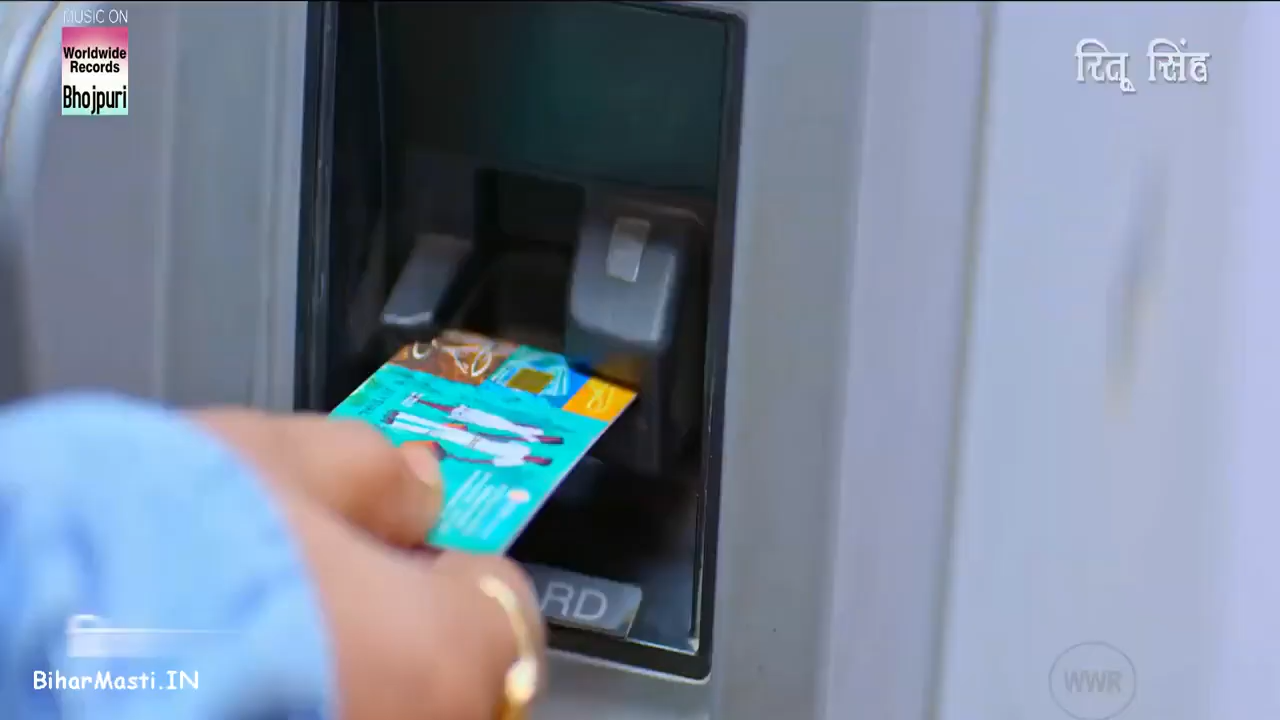 MUSIC ON
Worldwide
Records
Bhojpuri
रितू सिंह
RD
BiharMasti.IN
WWR